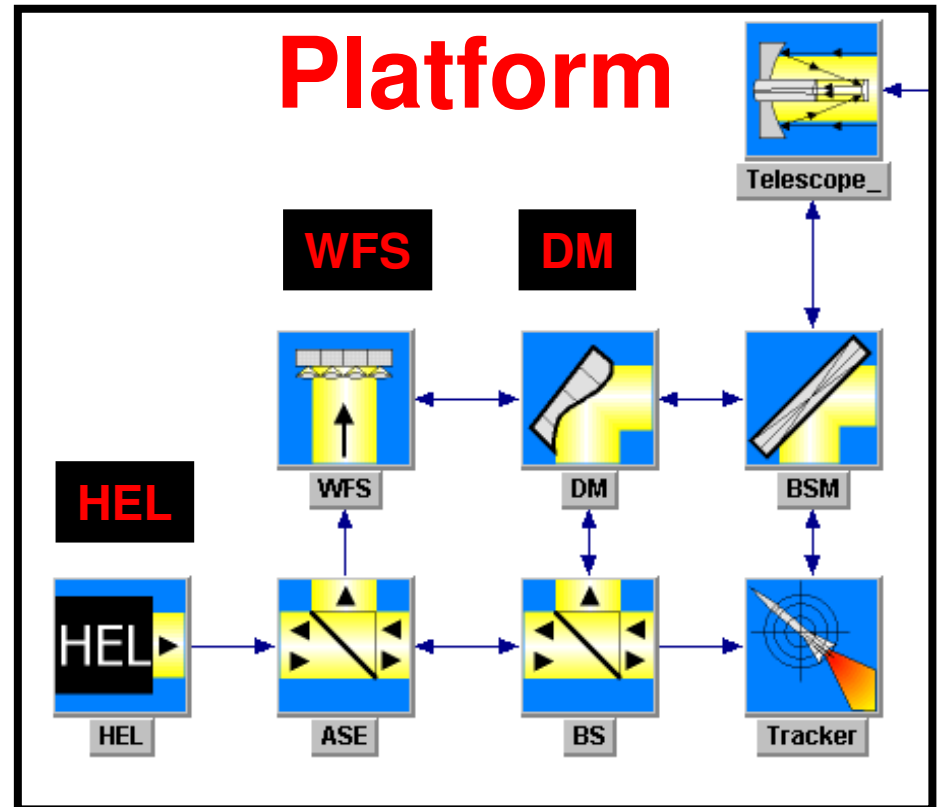 Platform
Telescope_
WFS
DM
WFS
DM
BSM
HEL
HEL
HEL
ASE
BS
Tracker